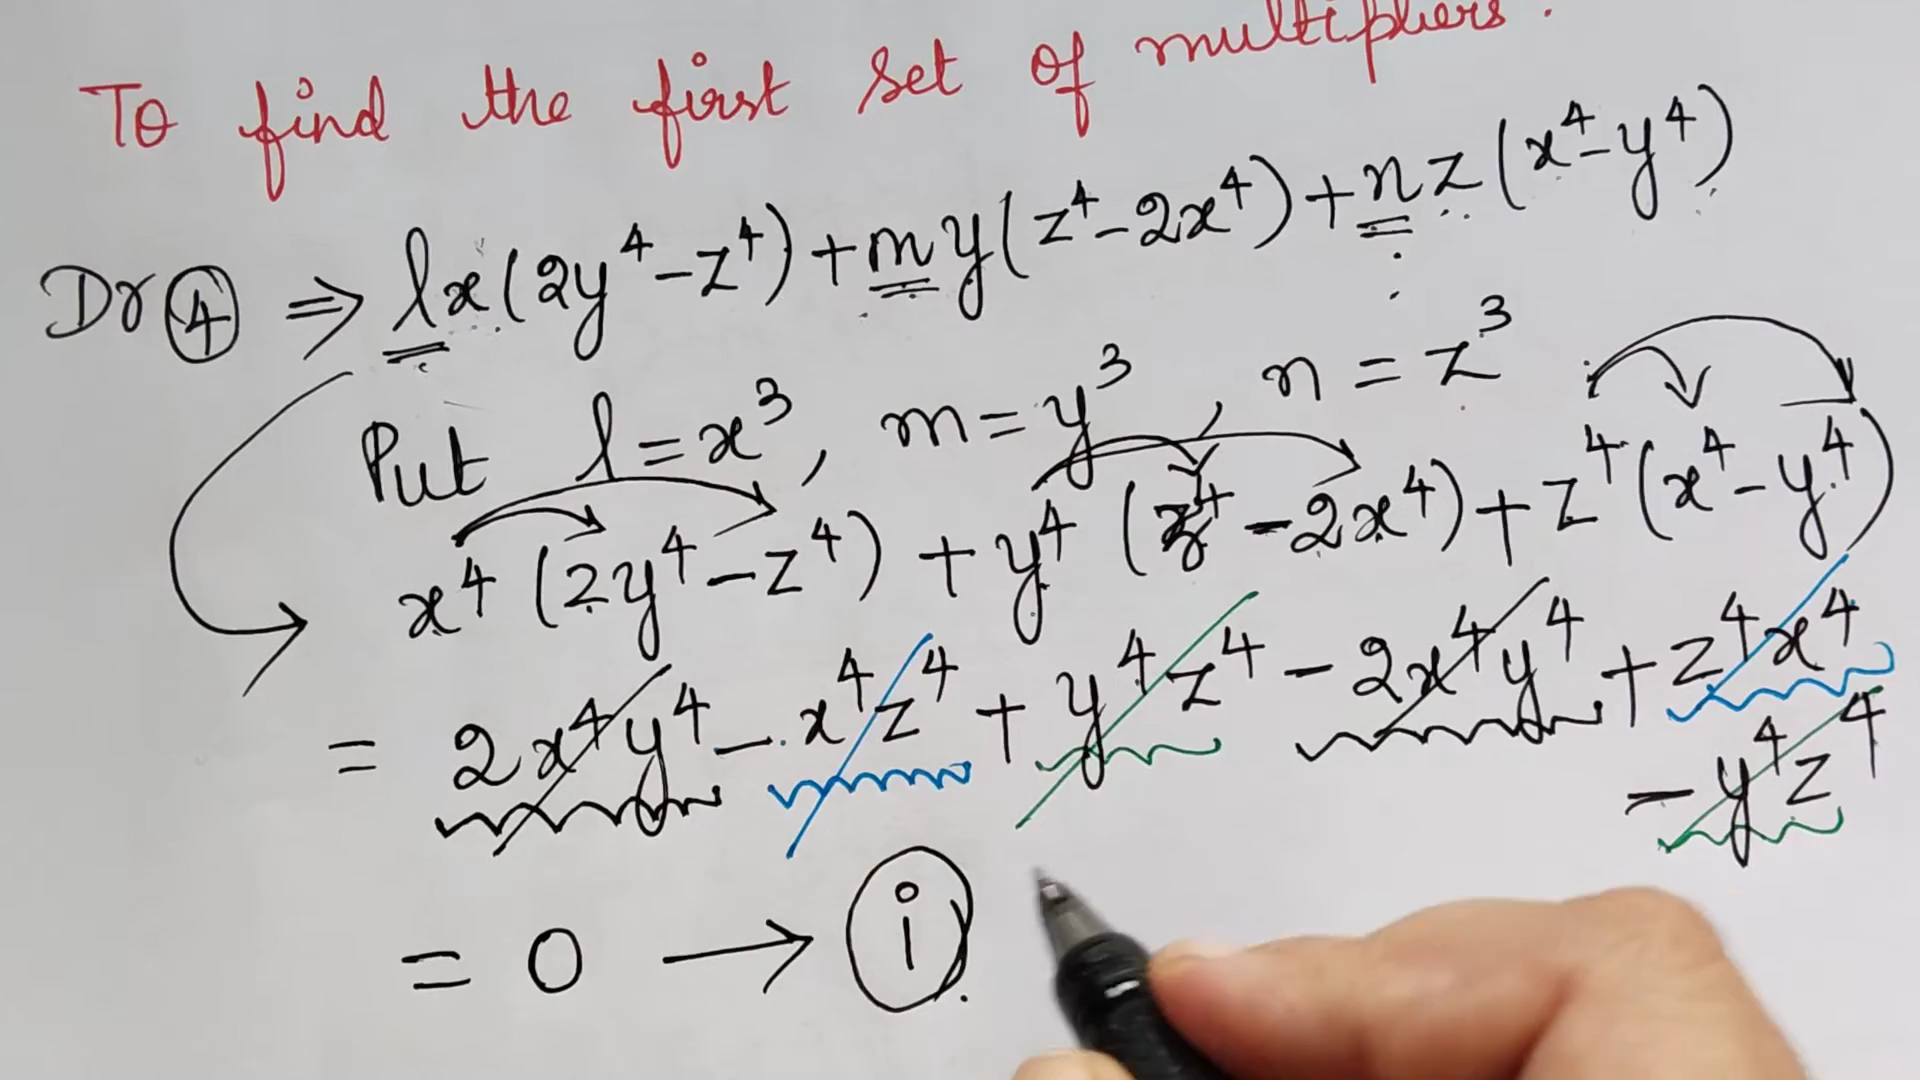 To find the first set of multipliers.
Dr ④ ⇒ lx(2y⁴-z⁴)+my(z⁴-2x⁴)+nz(x⁴-y⁴)
Put l=x³, m=y³, n=z³
x⁴(2y⁴-z⁴)+y⁴(z⁴-2x⁴)+z⁴(x⁴-y⁴)
= 2x⁴y⁴-x⁴z⁴+y⁴z⁴-2x⁴y⁴+z⁴x⁴
-y⁴z⁴
= 0 → ⓘ